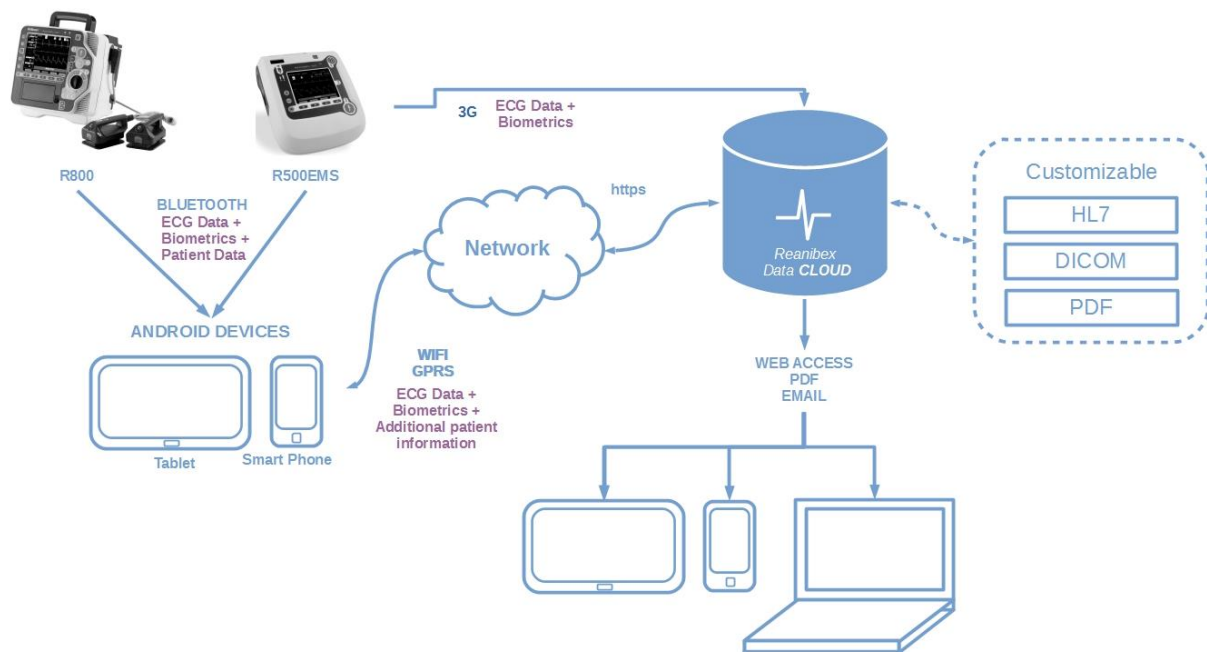 R800
R500EMS
3G
ECG Data +
Biometrics
BLUETOOTH
ECG Data +
Biometrics +
Patient Data
ANDROID DEVICES
Tablet
Smart Phone
Network
https
WIFI
GPRS
ECG Data +
Biometrics +
Additional patient
information
Reanibex
Data CLOUD
Customizable
HL7
DICOM
PDF
WEB ACCESS
PDF
EMAIL